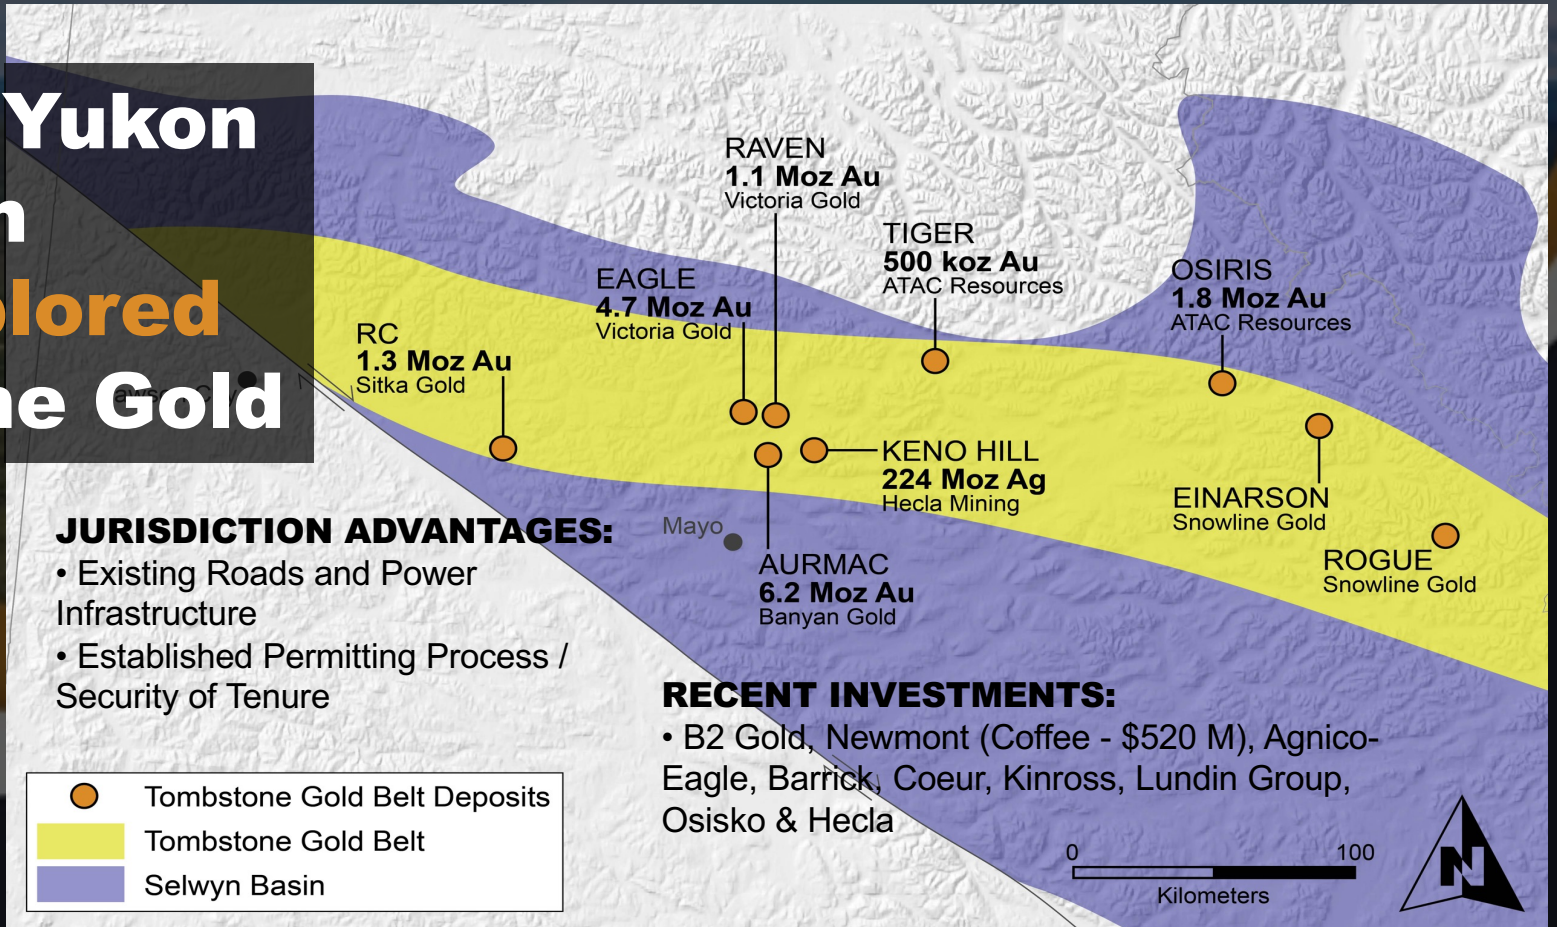 Yukon
n
lored
ne Gold
RAVEN
1.1 Moz Au
Victoria Gold
TIGER
500 koz Au
ATAC Resources
EAGLE
4.7 Moz Au
Victoria Gold
OSIRIS
1.8 Moz Au
ATAC Resources
RC
1.3 Moz Au
Sitka Gold
KENO HILL
224 Moz Ag
Hecla Mining
EINARSON
Snowline Gold
ROGUE
Snowline Gold
Mayo
AURMAC
6.2 Moz Au
Banyan Gold
JURISDICTION ADVANTAGES:
• Existing Roads and Power
Infrastructure
• Established Permitting Process /
Security of Tenure
RECENT INVESTMENTS:
• B2 Gold, Newmont (Coffee - $520 M), Agnico-
Eagle, Barrick, Coeur, Kinross, Lundin Group,
Osisko & Hecla
Tombstone Gold Belt Deposits
Tombstone Gold Belt
Selwyn Basin
0 100
Kilometers
N